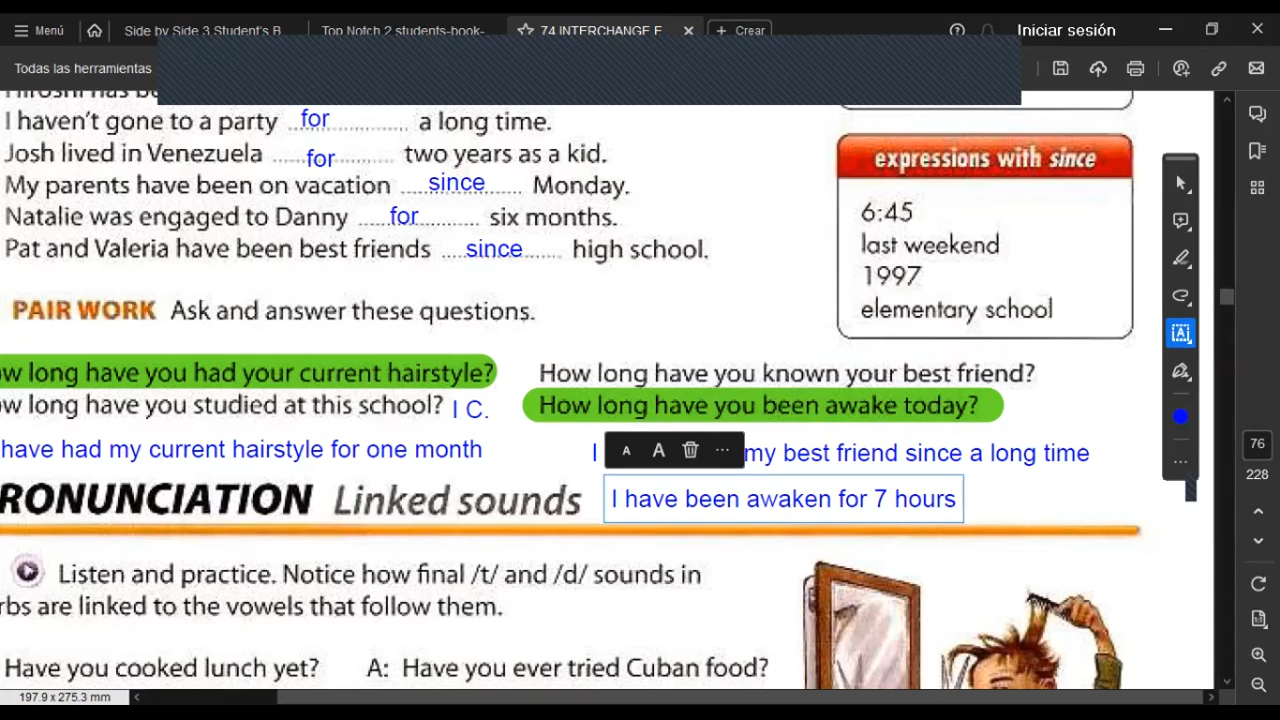 Menú Side by Side 3 Student's B Top Notch 2 students-book- 74 INTERCHANGE F Crear Iniciar sesión
Todas las herramientas
I haven't gone to a party for a long time.
Josh lived in Venezuela for two years as a kid.
My parents have been on vacation since Monday.
Natalie was engaged to Danny for six months.
Pat and Valeria have been best friends since high school.
expressions with since
6:45
last weekend
1997
elementary school
PAIR WORK Ask and answer these questions.
ow long have you had your current hairstyle? How long have you known your best friend?
ow long have you studied at this school? I C. How long have you been awake today?
have had my current hairstyle for one month I my best friend since a long time
A A ...
RONUNCIATION Linked sounds I have been awaken for 7 hours
Listen and practice. Notice how final /t/ and /d/ sounds in
rbs are linked to the vowels that follow them.
Have you cooked lunch yet? A: Have you ever tried Cuban food?
76
228
197.9 x 275.3 mm